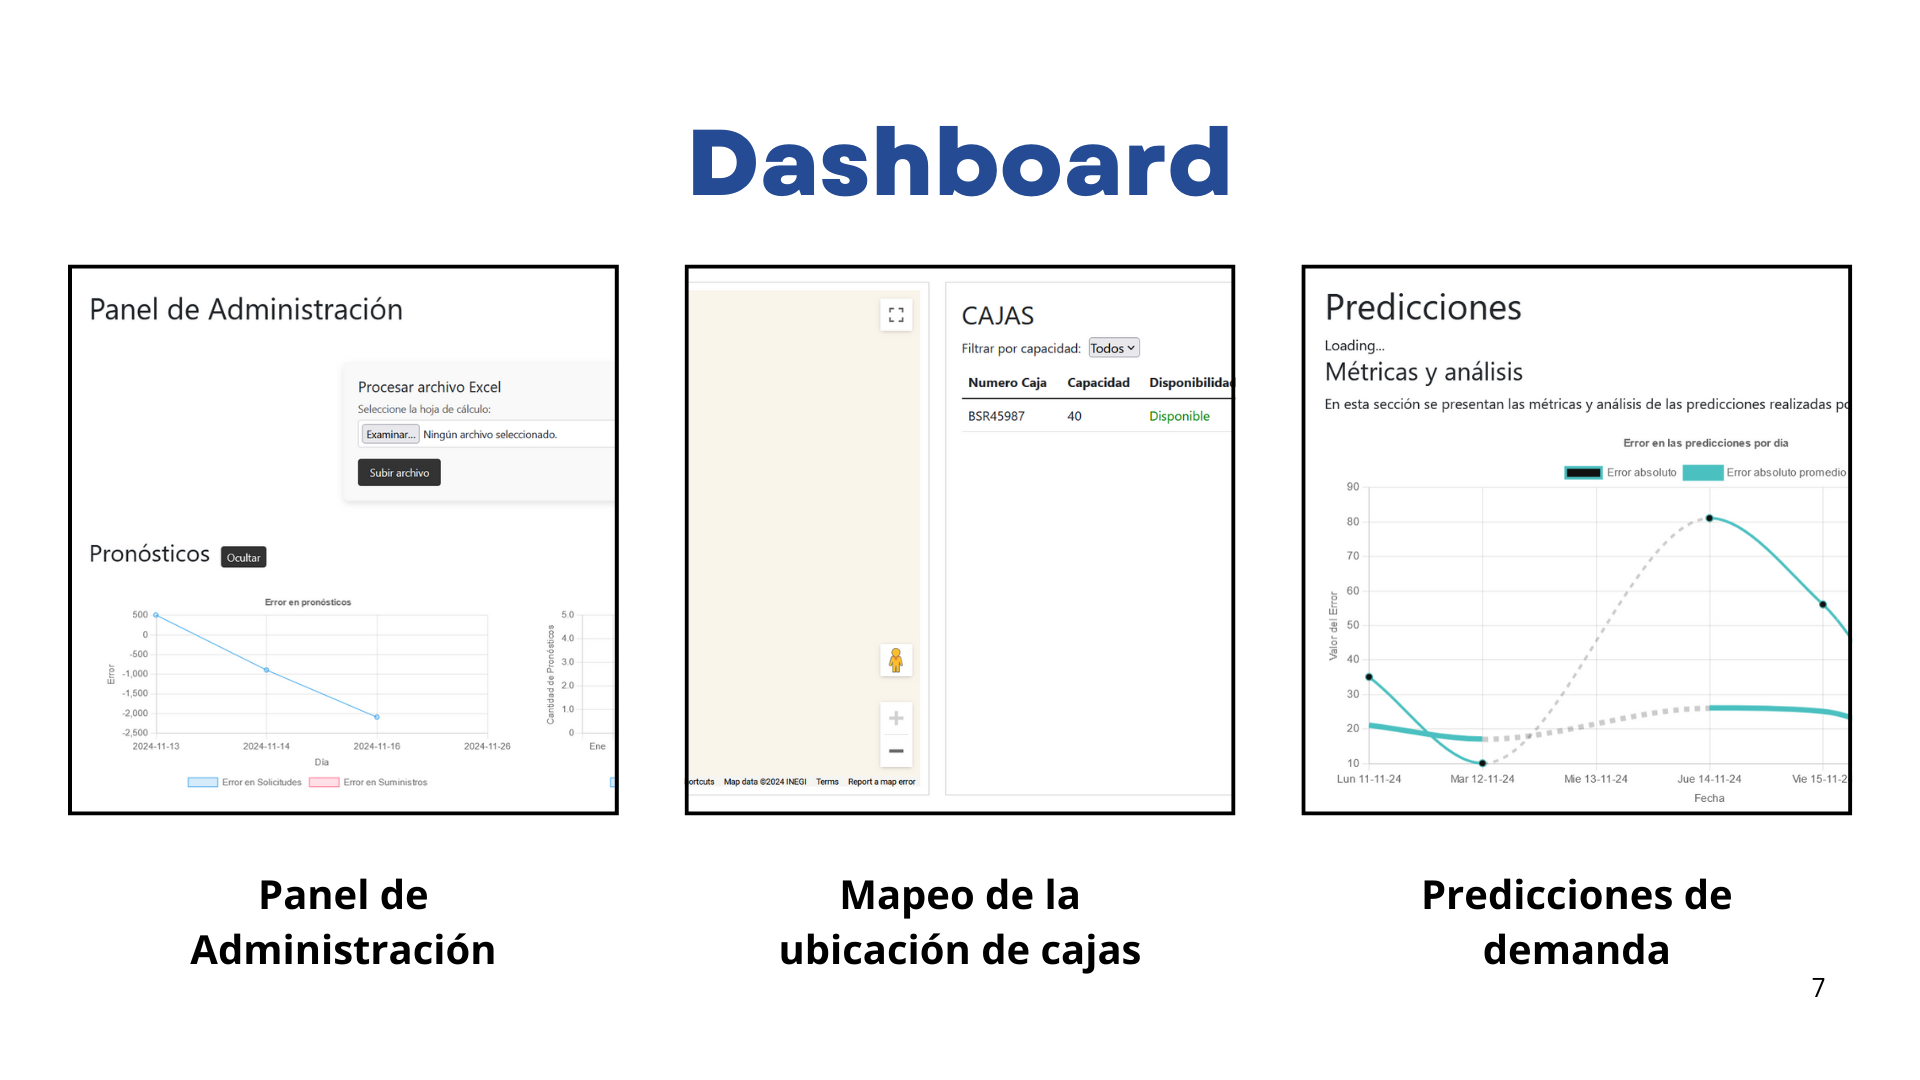 Dashboard
Panel de Administración
Procesar archivo Excel
Seleccione la hoja de cálculo:
Examinar... Ningún archivo seleccionado.
Subir archivo
Pronósticos Ocultar
Error en pronósticos
500
0
-500
-1,000
-1,500
-2,000
-2,500
Error
2024-11-13 2024-11-14 2024-11-16 2024-11-26
Día
Error en Solicitudes Error en Suministros
5.0
4.0
3.0
2.0
1.0
0
Cantidad de Pronósticos
Ene
Panel de
Administración
ortcuts Map data ©2024 INEGI Terms Report a map error
CAJAS
Filtrar por capacidad: Todos
Numero Caja Capacidad Disponibilidad
BSR45987 40 Disponible
Mapeo de la
ubicación de cajas
Predicciones
Loading...
Métricas y análisis
En esta sección se presentan las métricas y análisis de las predicciones realizadas po
Error en las predicciones por día
Error absoluto Error absoluto promedio
90
80
70
60
50
40
30
20
10
Valor del Error
Lun 11-11-24 Mar 12-11-24 Mie 13-11-24 Jue 14-11-24 Vie 15-11-2
Fecha
Predicciones de
demanda
7